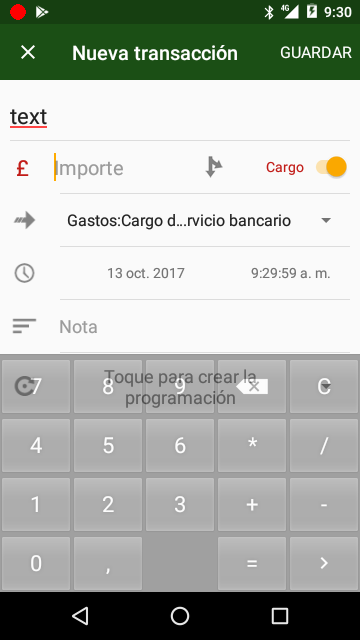 4G 9:30
Nueva transacción GUARDAR
text
£ Importe Cargo
Gastos:Cargo d...rvicio bancario
13 oct. 2017 9:29:59 a. m.
Nota
Toque para crear la
programación
7 8 9 C
4 5 6 * /
1 2 3 + -
0 , = >